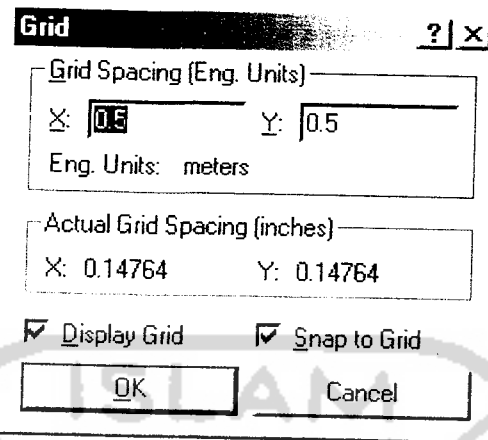 Grid
Grid Spacing (Eng. Units)
X: 0.5 Y: 0.5
Eng. Units: meters
Actual Grid Spacing (inches)
X: 0.14764 Y: 0.14764
Display Grid Snap to Grid
OK Cancel
ISLAM